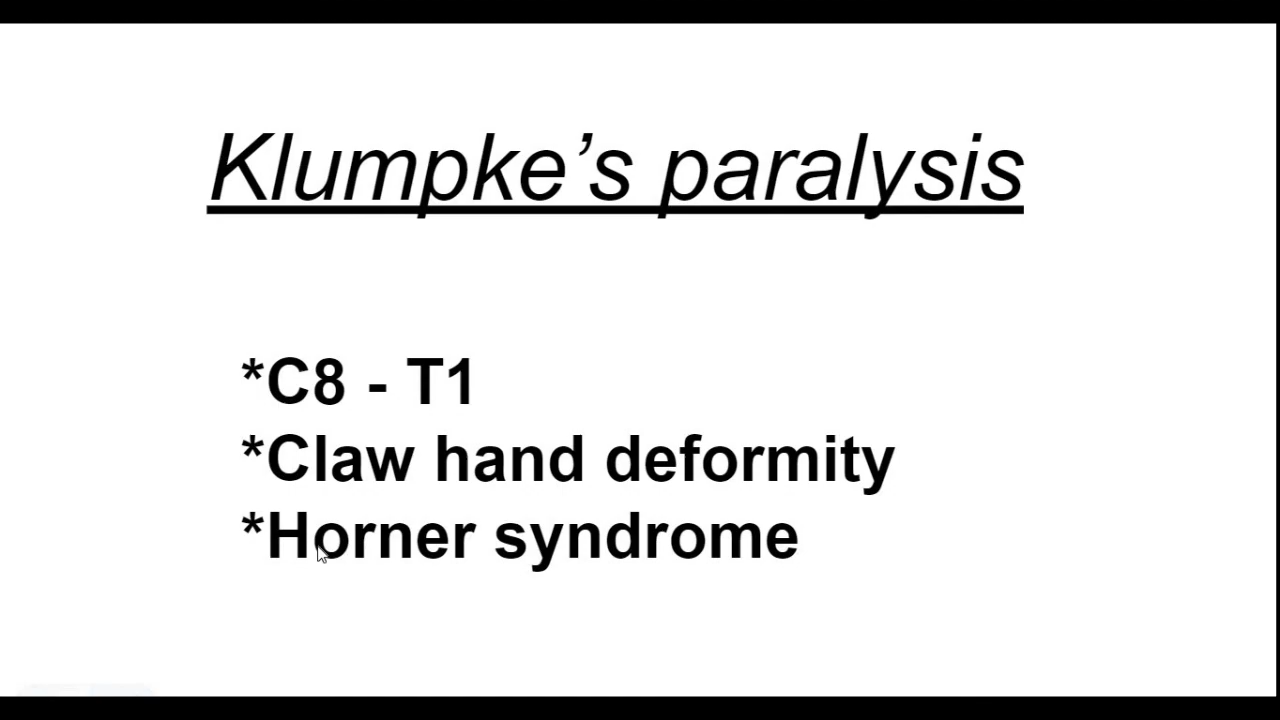 Klumpke’s paralysis
*C8 - T1
*Claw hand deformity
*Horner syndrome